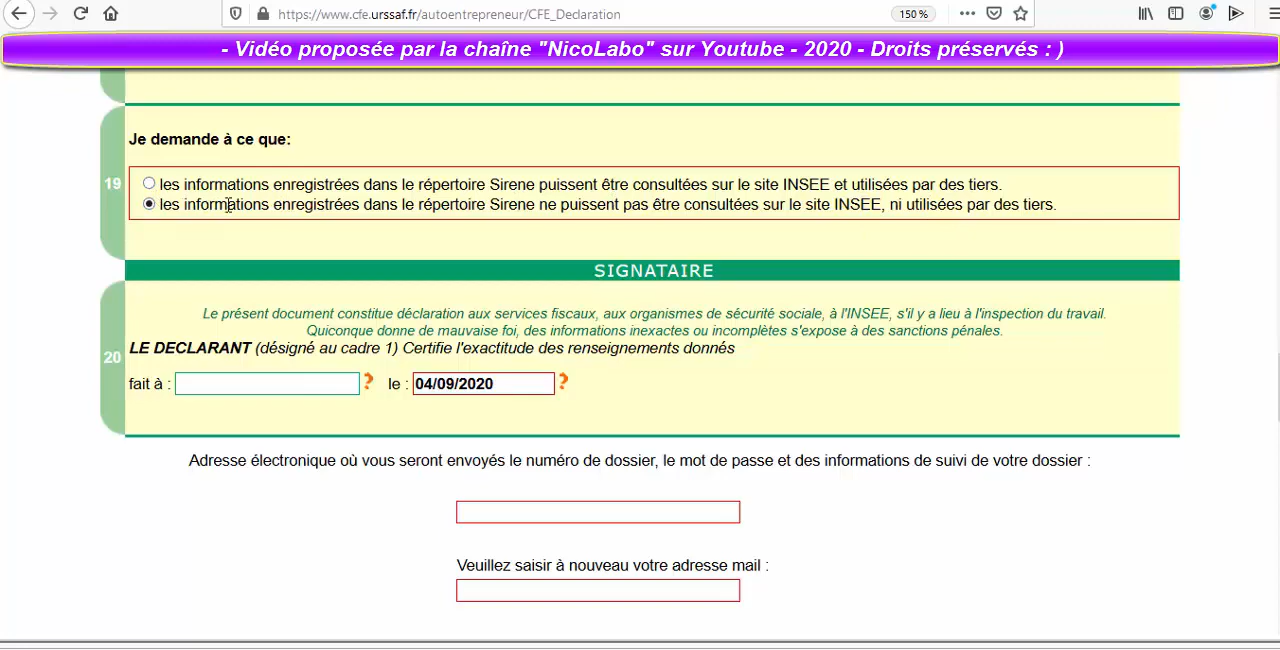 https://www.cfe.urssaf.fr/autoentrepreneur/CFE_Declaration
150 %
- Vidéo proposée par la chaîne "NicoLabo" sur Youtube - 2020 - Droits préservés : )
Je demande à ce que:
19
les informations enregistrées dans le répertoire Sirene puissent être consultées sur le site INSEE et utilisées par des tiers.
les informations enregistrées dans le répertoire Sirene ne puissent pas être consultées sur le site INSEE, ni utilisées par des tiers.
SIGNATAIRE
Le présent document constitue déclaration aux services fiscaux, aux organismes de sécurité sociale, à l'INSEE, s'il y a lieu à l'inspection du travail.
Quiconque donne de mauvaise foi, des informations inexactes ou incomplètes s'expose à des sanctions pénales.
20
LE DECLARANT (désigné au cadre 1) Certifie l'exactitude des renseignements donnés
fait à : ? le : 04/09/2020 ?
Adresse électronique où vous seront envoyés le numéro de dossier, le mot de passe et des informations de suivi de votre dossier :
Veuillez saisir à nouveau votre adresse mail :